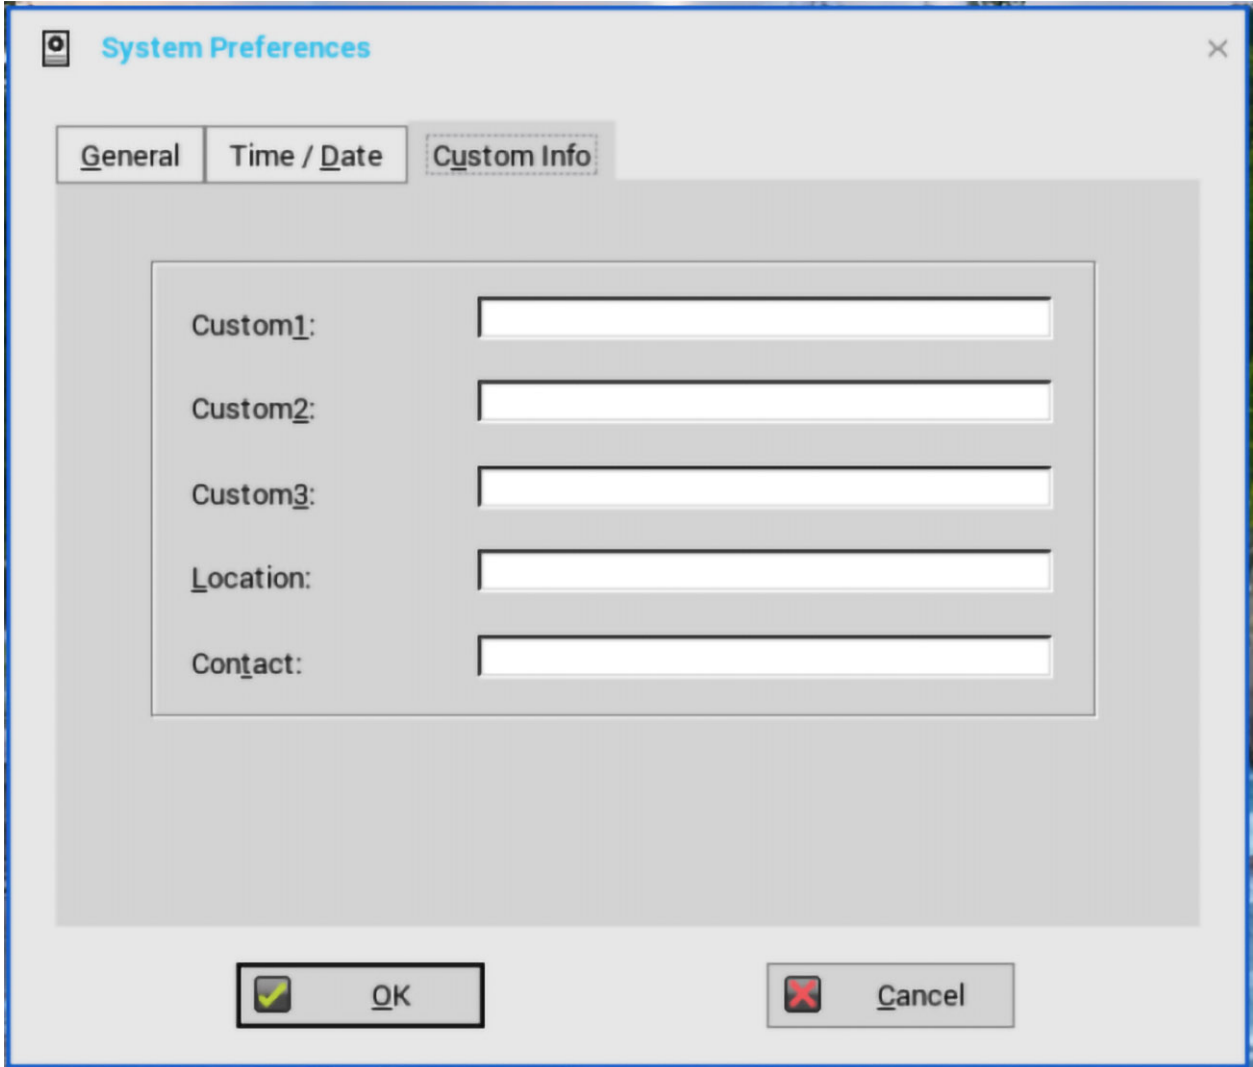 System Preferences
General Time / Date Custom Info
Custom1:
Custom2:
Custom3:
Location:
Contact:
OK Cancel